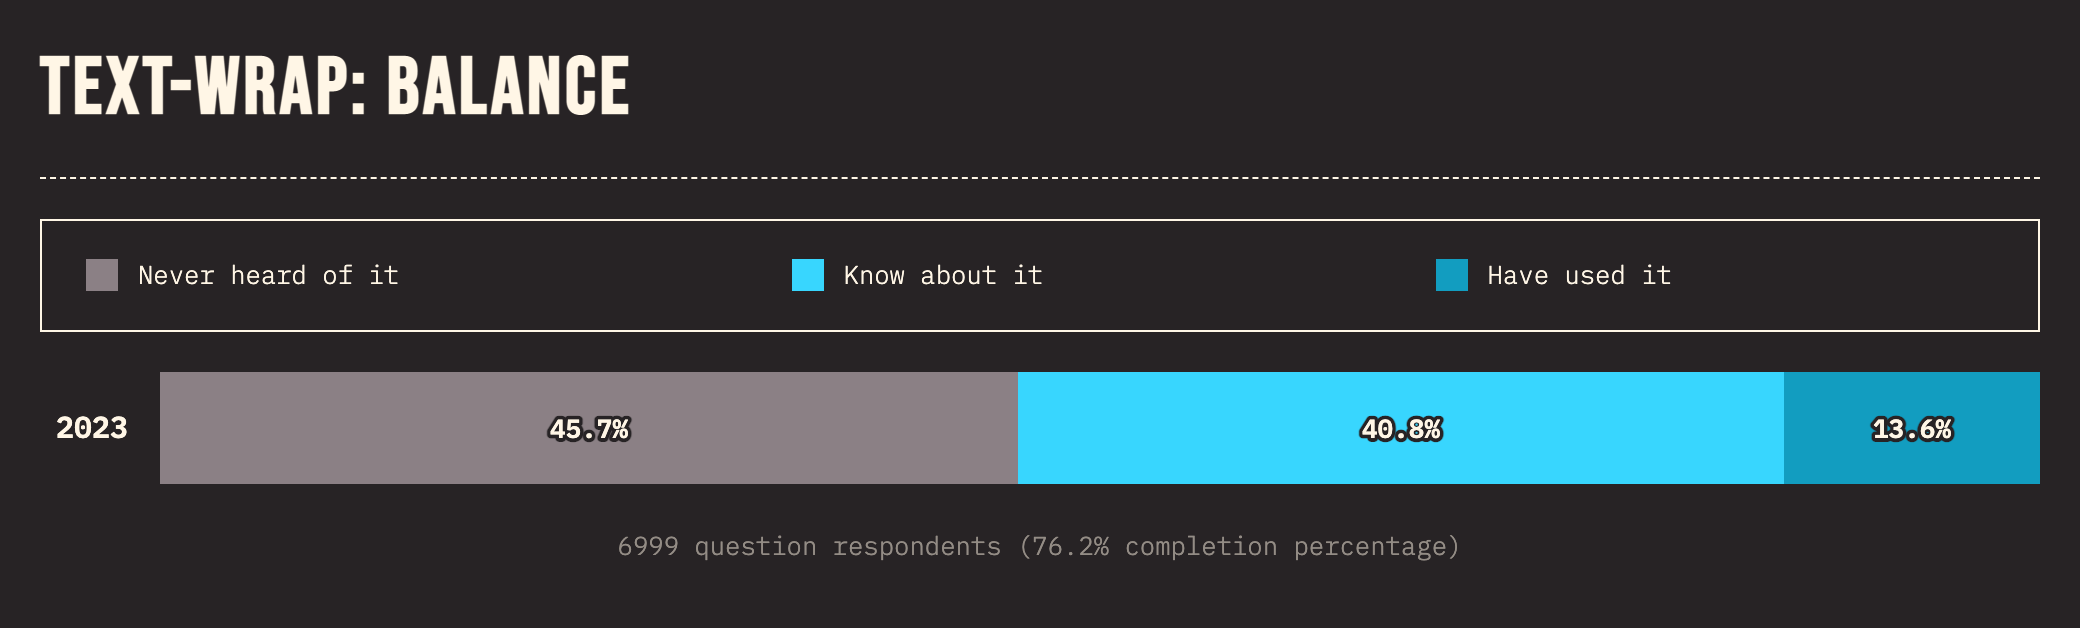 TEXT-WRAP: BALANCE
Never heard of it Know about it Have used it
2023 45.7% 40.8% 13.6%
6999 question respondents (76.2% completion percentage)